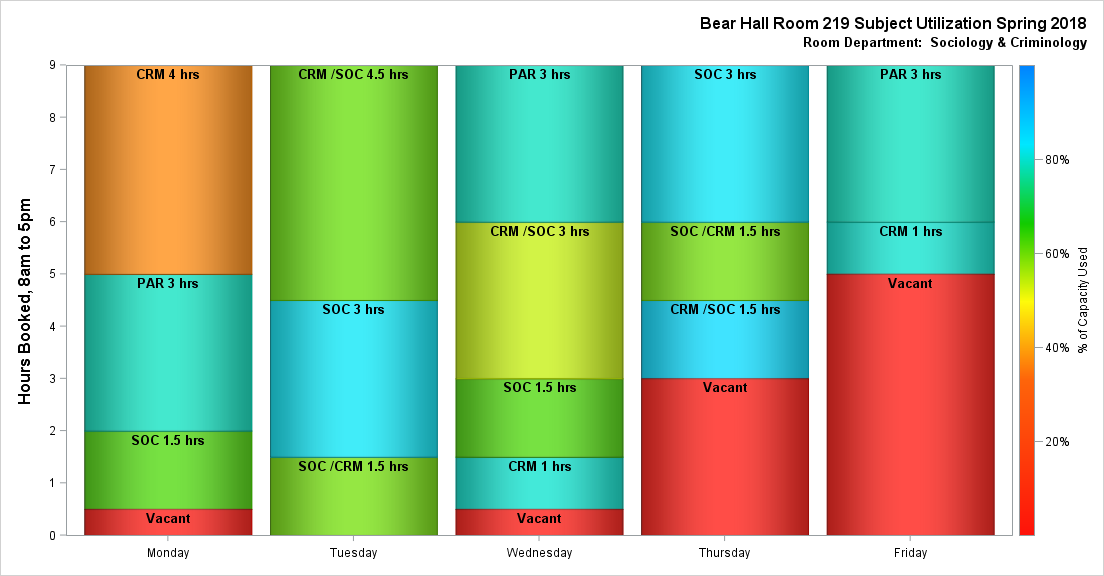 Bear Hall Room 219 Subject Utilization Spring 2018
Room Department:  Sociology & Criminology
Hours Booked, 8am to 5pm
9
8
7
6
5
4
3
2
1
0
CRM 4 hrs
PAR 3 hrs
SOC 1.5 hrs
Vacant
CRM /SOC 4.5 hrs
SOC 3 hrs
SOC /CRM 1.5 hrs
PAR 3 hrs
CRM /SOC 3 hrs
SOC 1.5 hrs
CRM 1 hrs
Vacant
SOC 3 hrs
SOC /CRM 1.5 hrs
CRM /SOC 1.5 hrs
Vacant
PAR 3 hrs
CRM 1 hrs
Vacant
Monday
Tuesday
Wednesday
Thursday
Friday
80%
60%
40%
20%
% of Capacity Used